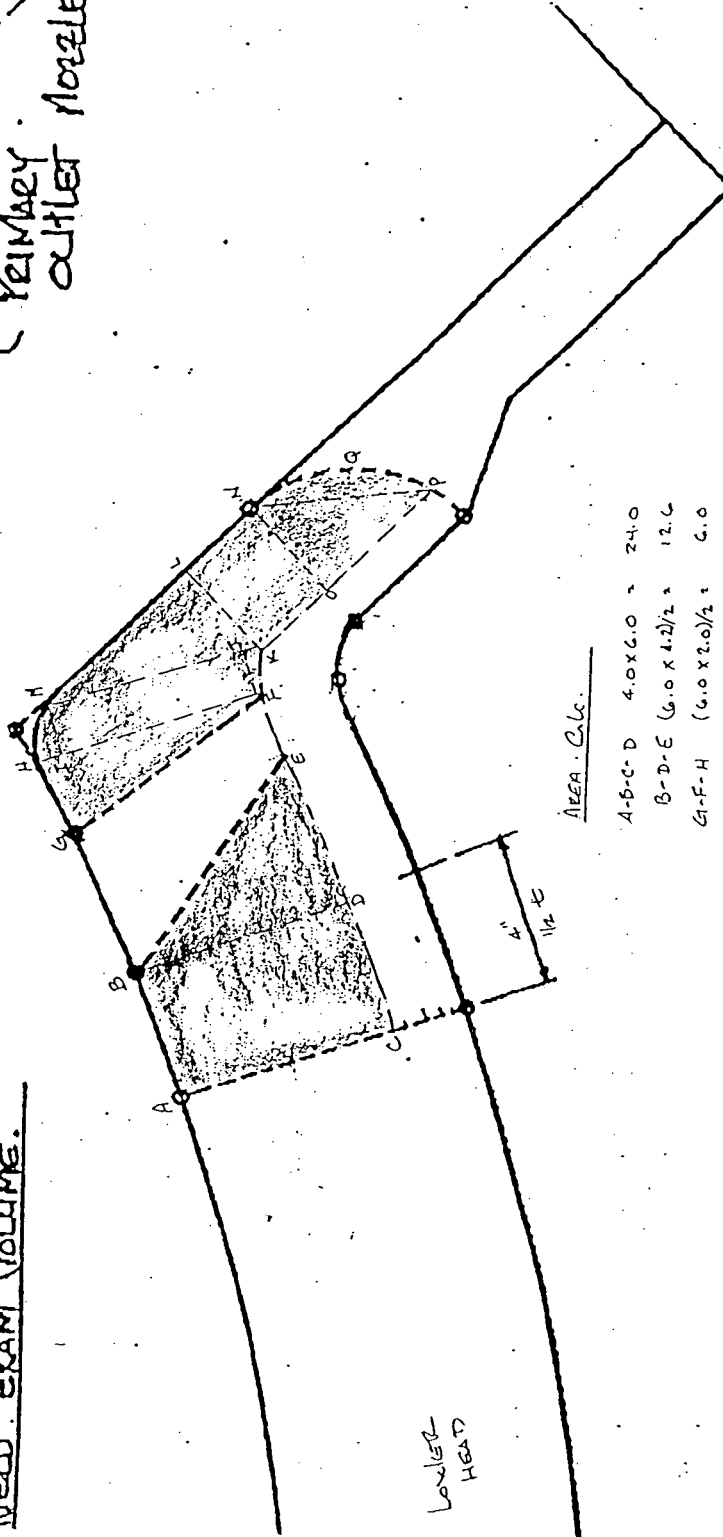 WELD. EXAM VOLUME.
( PRIMARY.
OUTLET Nozzle
H
M
G
F
K
L
N
Q
P
O
B
E
D
A
C
4"
1/2 t
LOWER
HEAD
AREA. Calc.
A-B-C-D 4.0 x 6.0 = 24.0
B-D-E (6.0 x 4.2)/2 = 12.6
G-F-H (6.0 x 2.0)/2 = 6.0